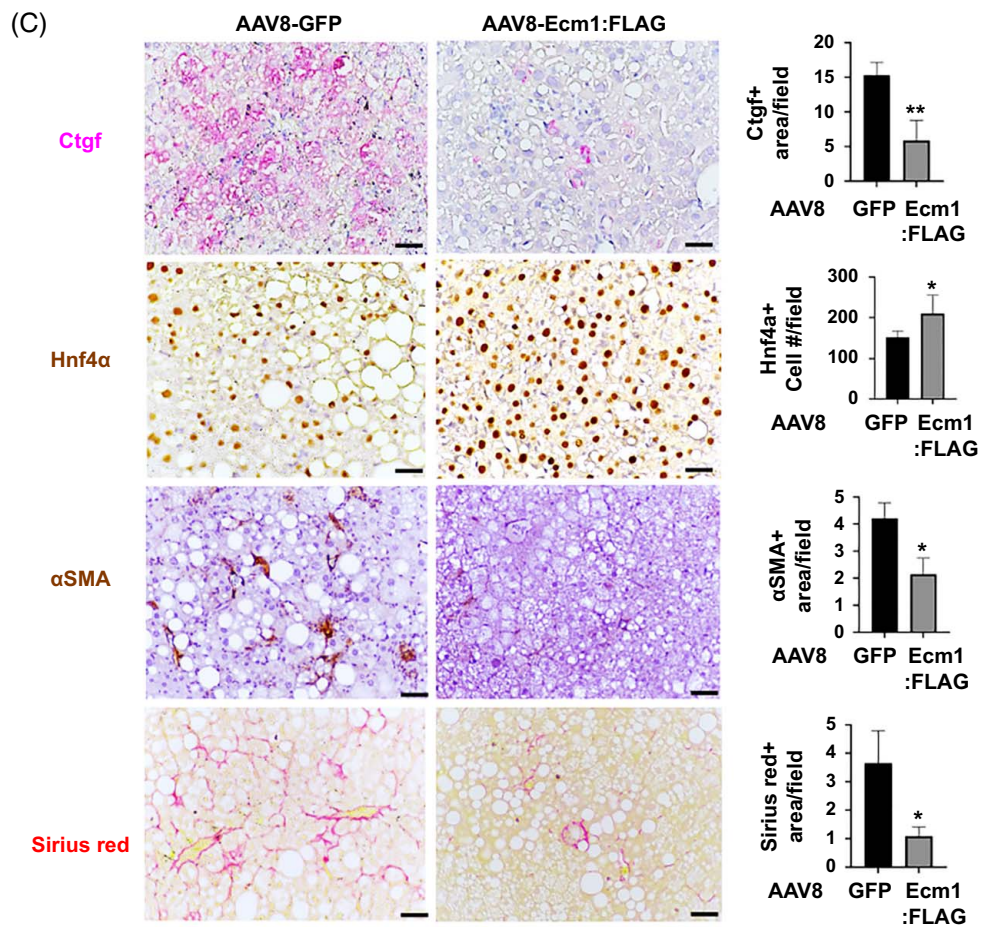 (C)
AAV8-GFP
AAV8-Ecm1:FLAG
Ctgf
Ctgf+
area/field
20
15
10
5
0
**
AAV8
GFP
Ecm1
:FLAG
Hnf4α
Hnf4a+
Cell #/field
300
200
100
0
*
AAV8
GFP
Ecm1
:FLAG
αSMA
αSMA+
area/field
5
4
3
2
1
0
*
AAV8
GFP
Ecm1
:FLAG
Sirius red
Sirius red+
area/field
5
4
3
2
1
0
*
AAV8
GFP
Ecm1
:FLAG